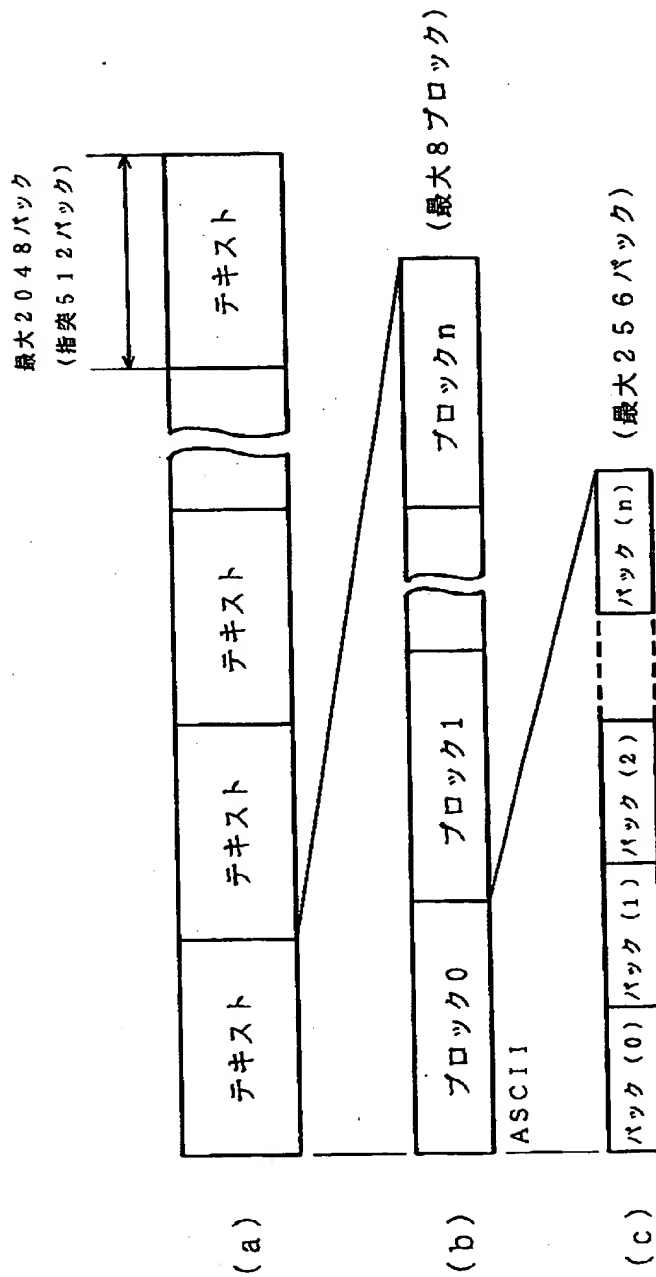 最大2048パック
(指突512パック)
(a)
テキスト
テキスト
テキスト
テキスト
(b)
ブロック0
ブロック1
ブロックn
(最大8ブロック)
ASCII
(c)
パック(0)
パック(1)
パック(2)
パック(n)
(最大256パック)